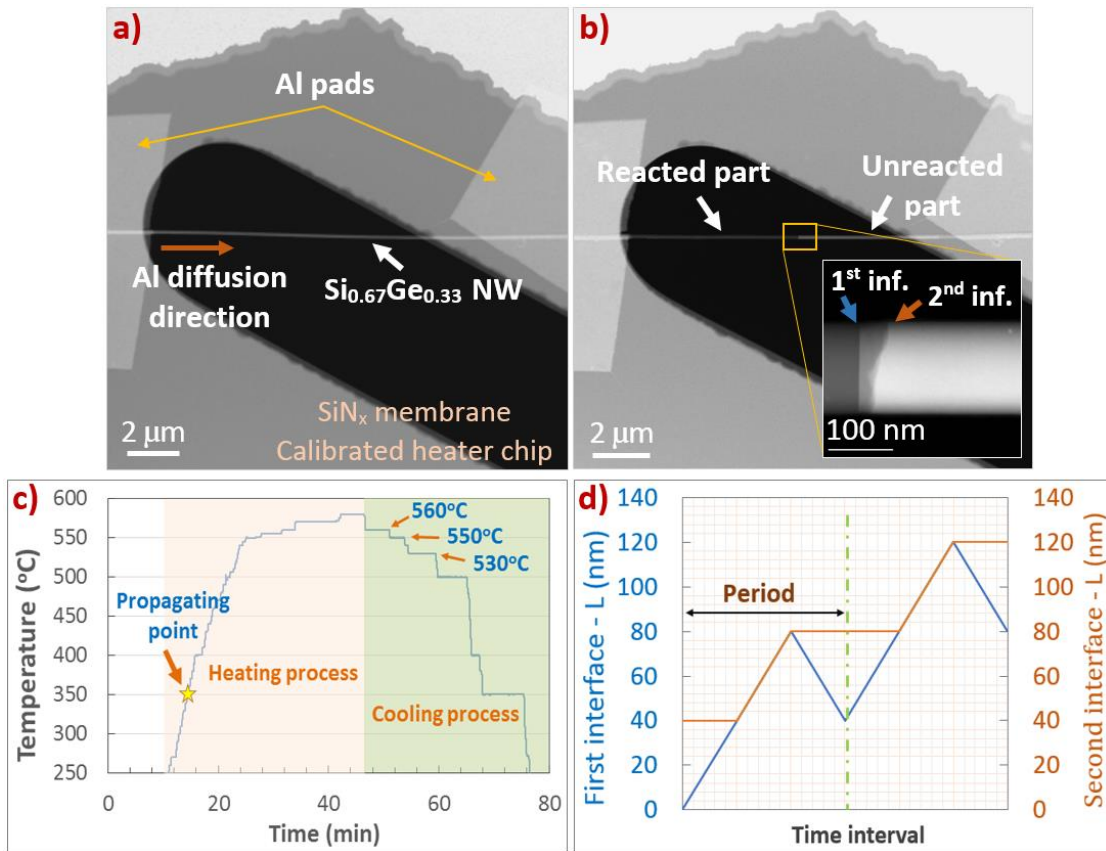 a)
Al pads
Al diffusion
direction
Si₀.₆₇Ge₀.₃₃ NW
SiNₓ membrane
Calibrated heater chip
2 μm
b)
Reacted part
Unreacted
part
1ˢᵗ inf.
2ⁿᵈ inf.
100 nm
2 μm
c)
Temperature (°C)
600
550
500
450
400
350
300
250
560°C
550°C
530°C
Propagating
point
Heating process
Cooling process
0 20 40 60 80
Time (min)
d)
First interface - L (nm)
140
120
100
80
60
40
20
0
Period
140
120
100
80
60
40
20
0
Second interface - L (nm)
Time interval